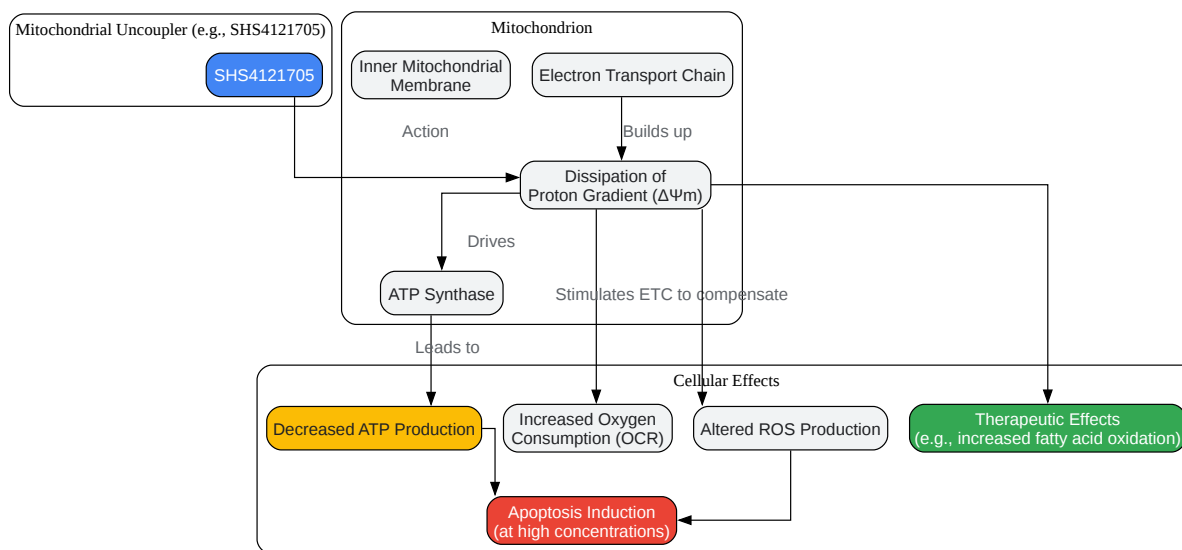 Mitochondrial Uncoupler (e.g., SHS4121705)
SHS4121705
Mitochondrion
Inner Mitochondrial
Membrane
Electron Transport Chain
Action
Builds up
Dissipation of
Proton Gradient (ΔΨm)
Drives
ATP Synthase
Stimulates ETC to compensate
Leads to
Cellular Effects
Decreased ATP Production
Increased Oxygen
Consumption (OCR)
Altered ROS Production
Therapeutic Effects
(e.g., increased fatty acid oxidation)
Apoptosis Induction
(at high concentrations)